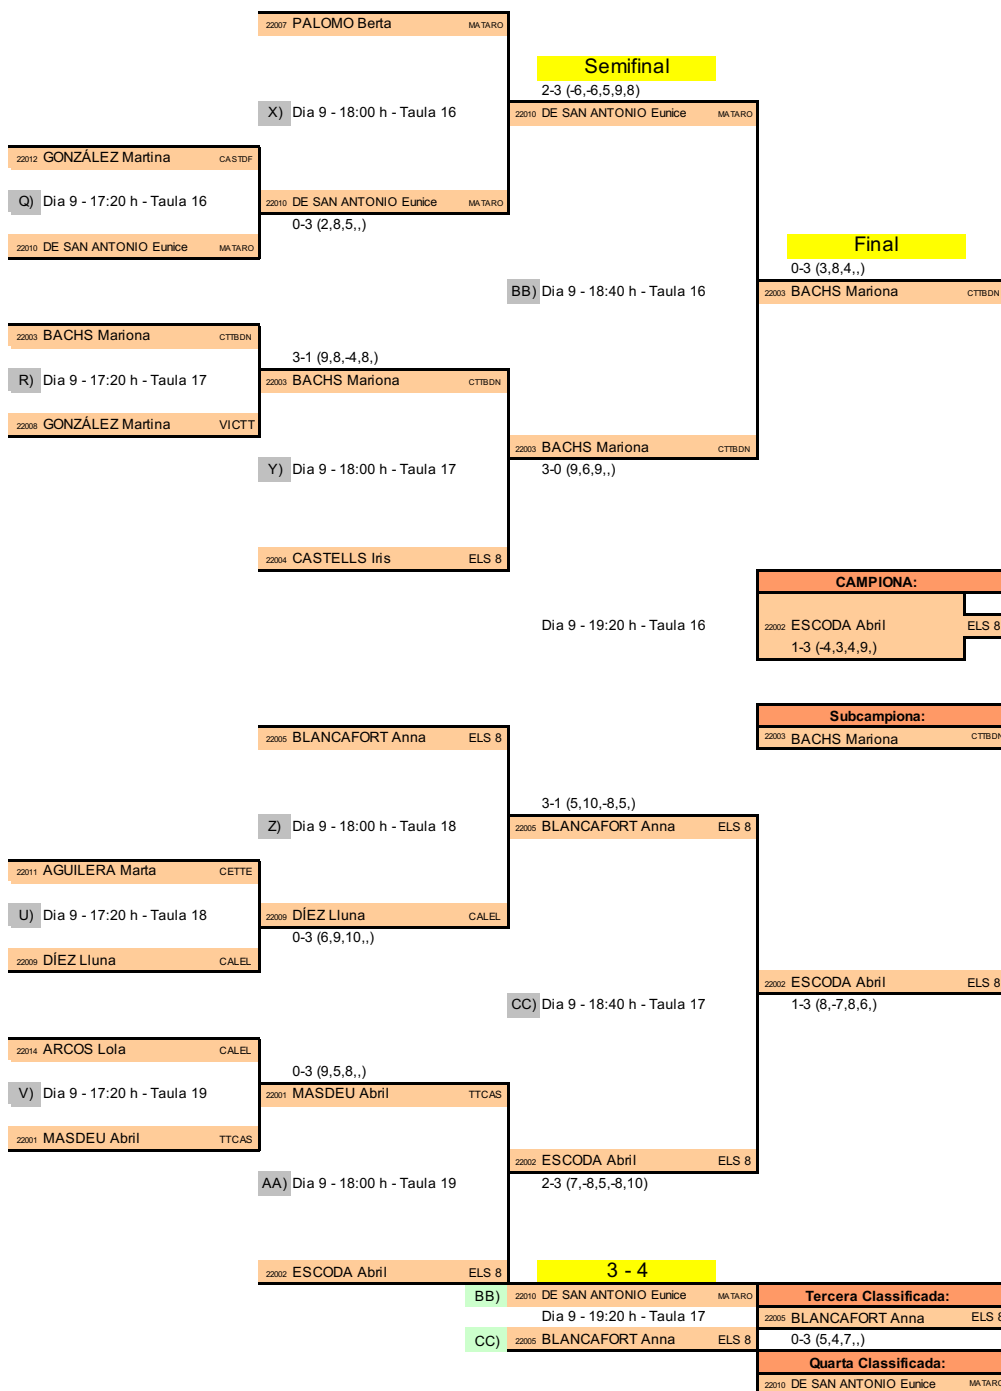 22007 PALOMO Berta MATARO
Semifinal
2-3 (-6,-6,5,9,8)
X) Dia 9 - 18:00 h - Taula 16
22010 DE SAN ANTONIO Eunice MATARO
22012 GONZÁLEZ Martina CASTDF
Q) Dia 9 - 17:20 h - Taula 16
22010 DE SAN ANTONIO Eunice MATARO
0-3 (2,8,5,,)
22010 DE SAN ANTONIO Eunice MATARO
Final
0-3 (3,8,4,,)
BB) Dia 9 - 18:40 h - Taula 16
22003 BACHS Mariona CTTBDN
22003 BACHS Mariona CTTBDN
3-1 (9,8,-4,8,)
R) Dia 9 - 17:20 h - Taula 17
22003 BACHS Mariona CTTBDN
22008 GONZÁLEZ Martina VICTT
22003 BACHS Mariona CTTBDN
Y) Dia 9 - 18:00 h - Taula 17
3-0 (9,6,9,,)
22004 CASTELLS Iris ELS 8
CAMPIONA:
Dia 9 - 19:20 h - Taula 16
22002 ESCODA Abril ELS 8
1-3 (-4,3,4,9,)
Subcampiona:
22003 BACHS Mariona CTTBDN
22005 BLANCAFORT Anna ELS 8
3-1 (5,10,-8,5,)
Z) Dia 9 - 18:00 h - Taula 18
22005 BLANCAFORT Anna ELS 8
22011 AGUILERA Marta CETTE
U) Dia 9 - 17:20 h - Taula 18
22009 DÍEZ Lluna CALEL
0-3 (6,9,10,,)
22009 DÍEZ Lluna CALEL
22002 ESCODA Abril ELS 8
CC) Dia 9 - 18:40 h - Taula 17
1-3 (8,-7,8,6,)
22014 ARCOS Lola CALEL
0-3 (9,5,8,,)
V) Dia 9 - 17:20 h - Taula 19
22001 MASDEU Abril TTCAS
22001 MASDEU Abril TTCAS
22002 ESCODA Abril ELS 8
AA) Dia 9 - 18:00 h - Taula 19
2-3 (7,-8,5,-8,10)
22002 ESCODA Abril ELS 8
3 - 4
BB) 22010 DE SAN ANTONIO Eunice MATARO
Tercera Classificada:
Dia 9 - 19:20 h - Taula 17
22005 BLANCAFORT Anna ELS 8
CC) 22005 BLANCAFORT Anna ELS 8
0-3 (5,4,7,,)
Quarta Classificada:
22010 DE SAN ANTONIO Eunice MATARO